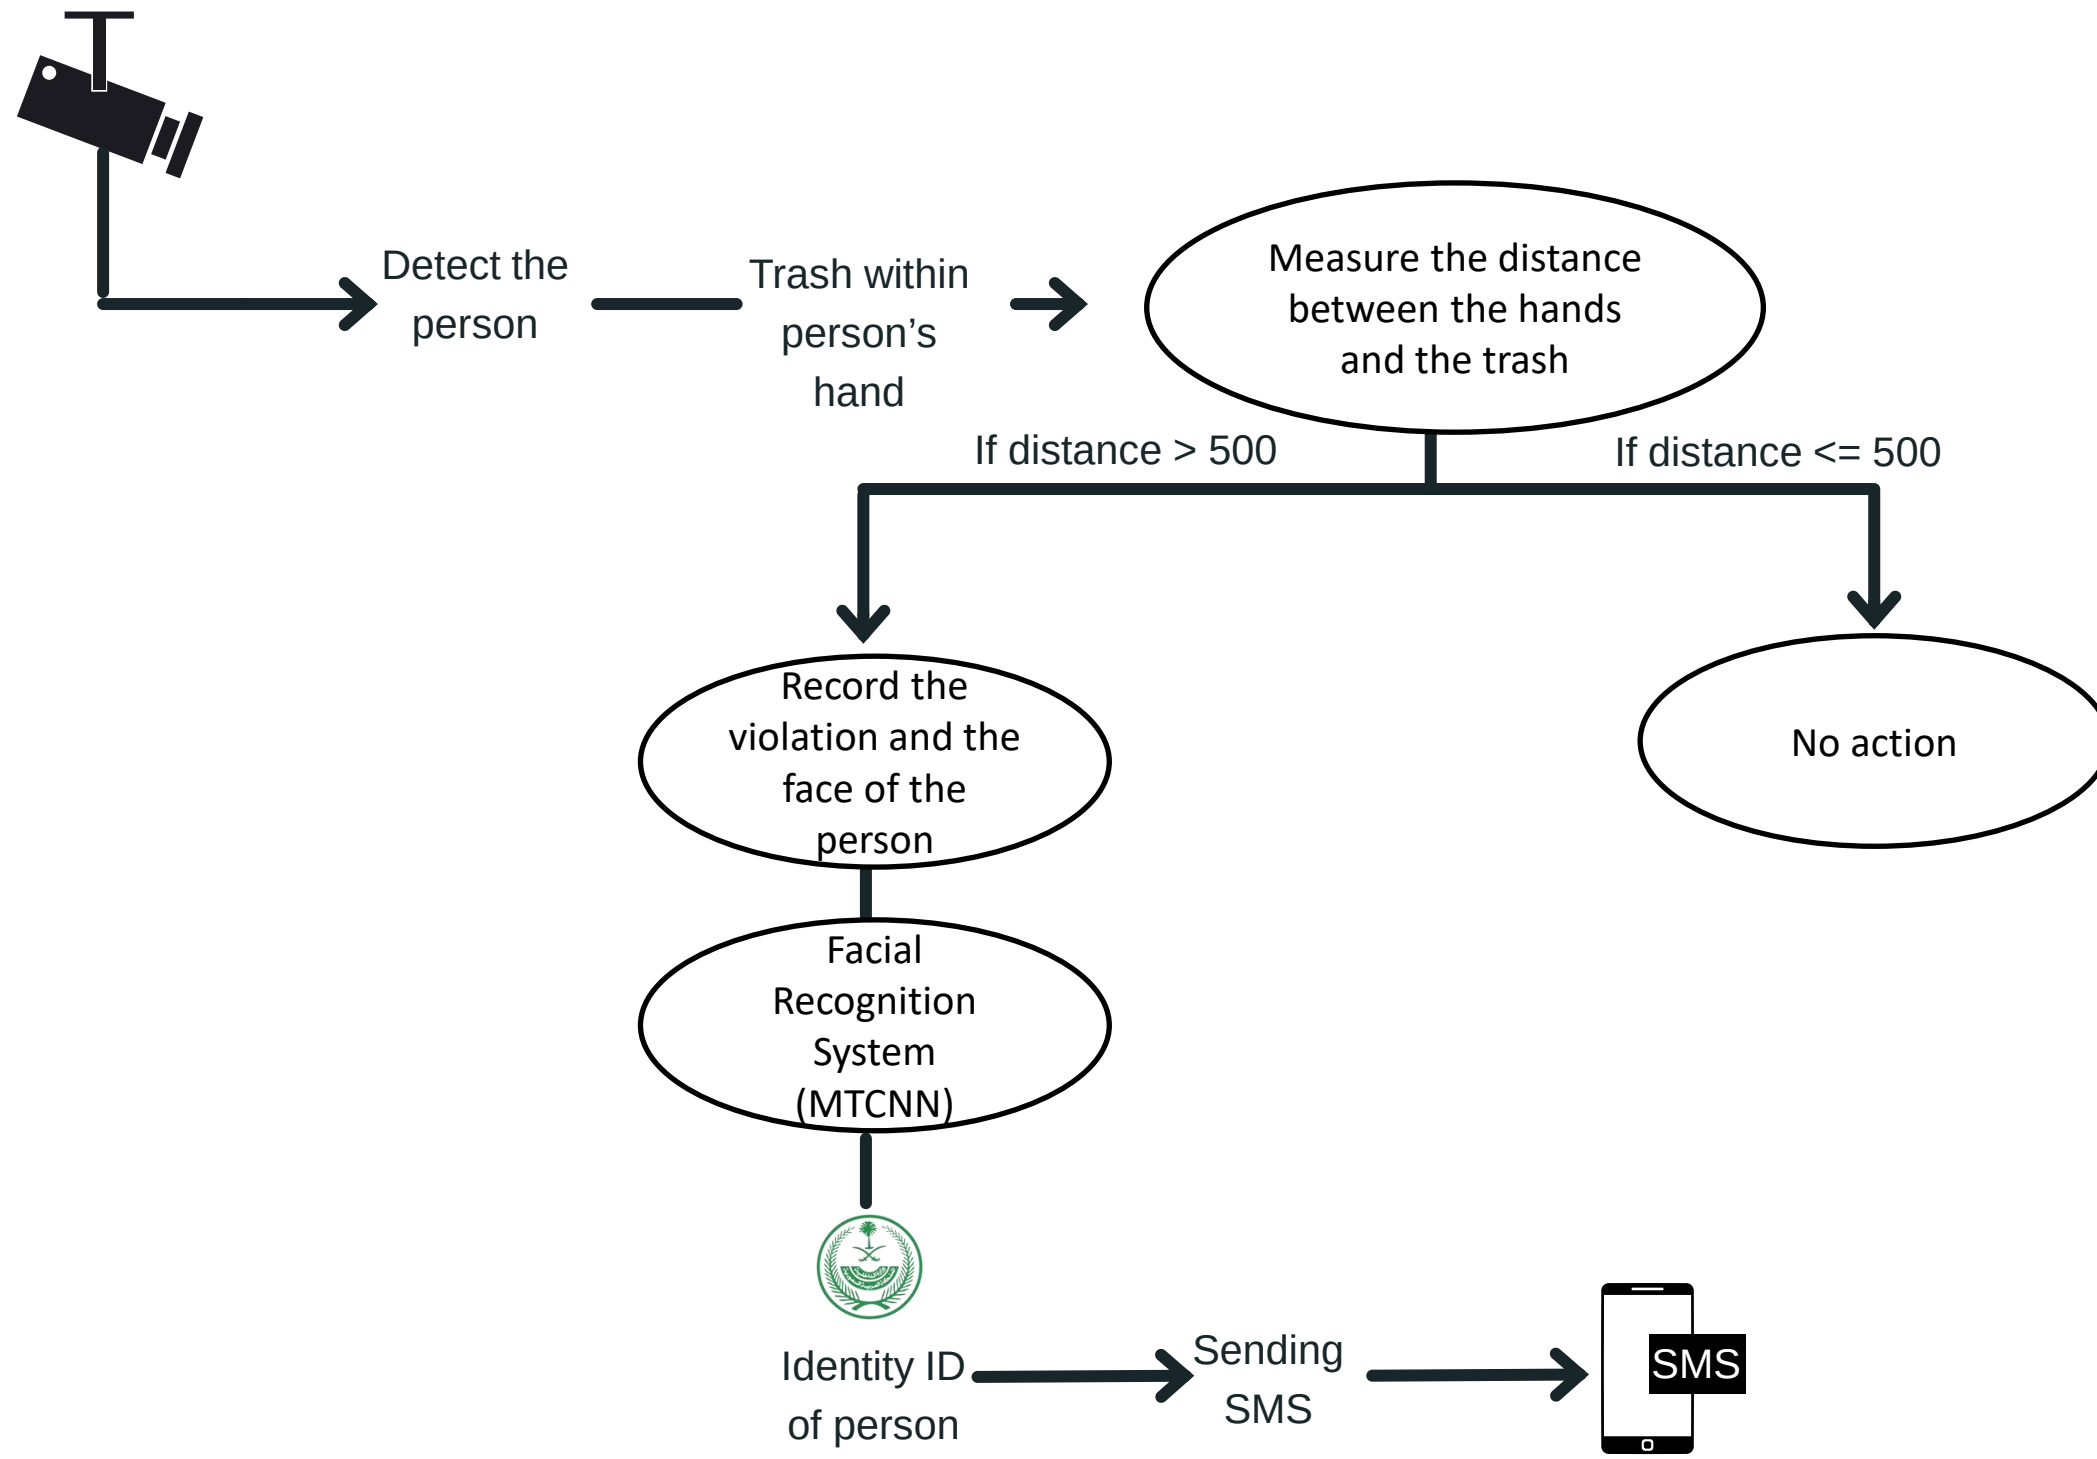 Detect the
person
Trash within
person’s
hand
Measure the distance
between the hands
and the trash
If distance > 500
If distance <= 500
Record the
violation and the
face of the
person
No action
Facial
Recognition
System
(MTCNN)
Identity ID
of person
Sending
SMS
SMS